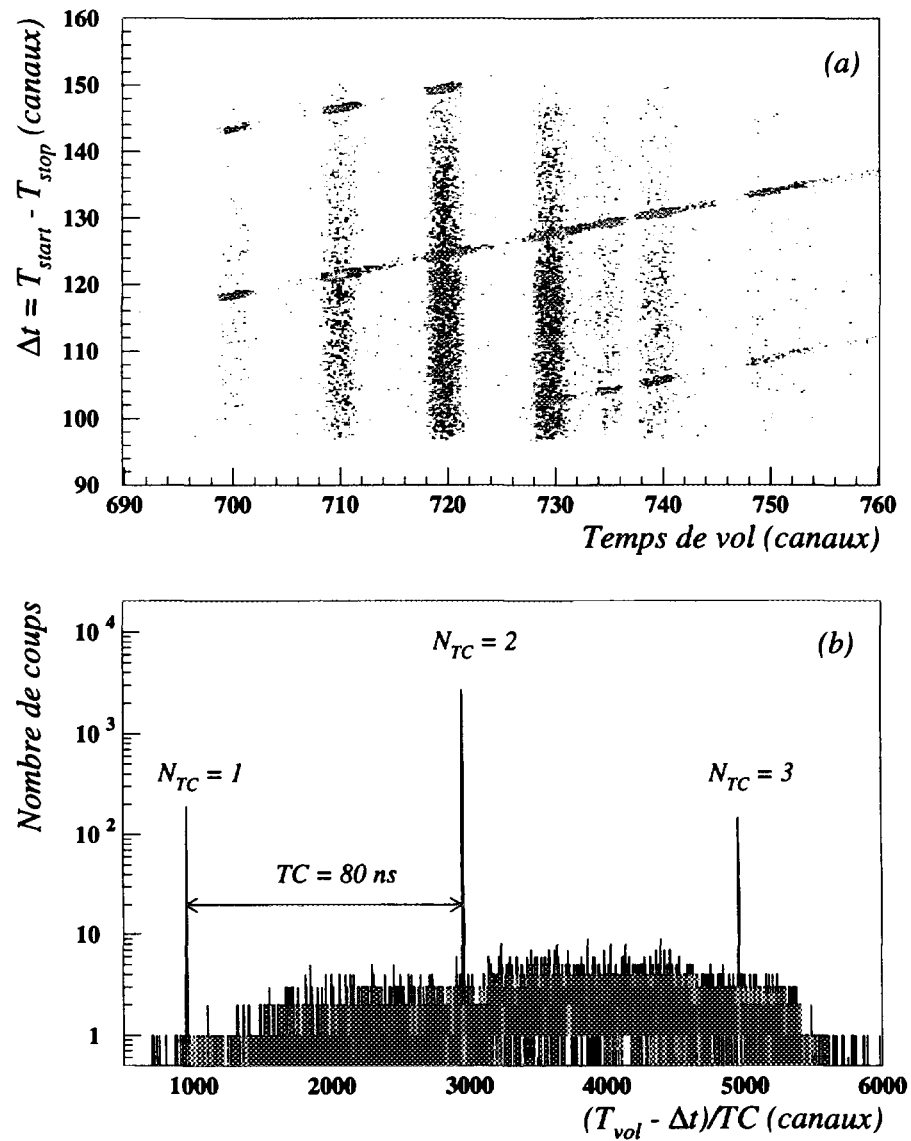 160
150
140
130
120
110
100
90
Δt = T_start - T_stop (canaux)
(a)
690 700 710 720 730 740 750 760
Temps de vol (canaux)
Nombre de coups
10^4
10^3
10^2
10
1
(b)
N_TC = 2
N_TC = 1
N_TC = 3
TC = 80 ns
1000 2000 3000 4000 5000 6000
(T_vol - Δt)/TC (canaux)